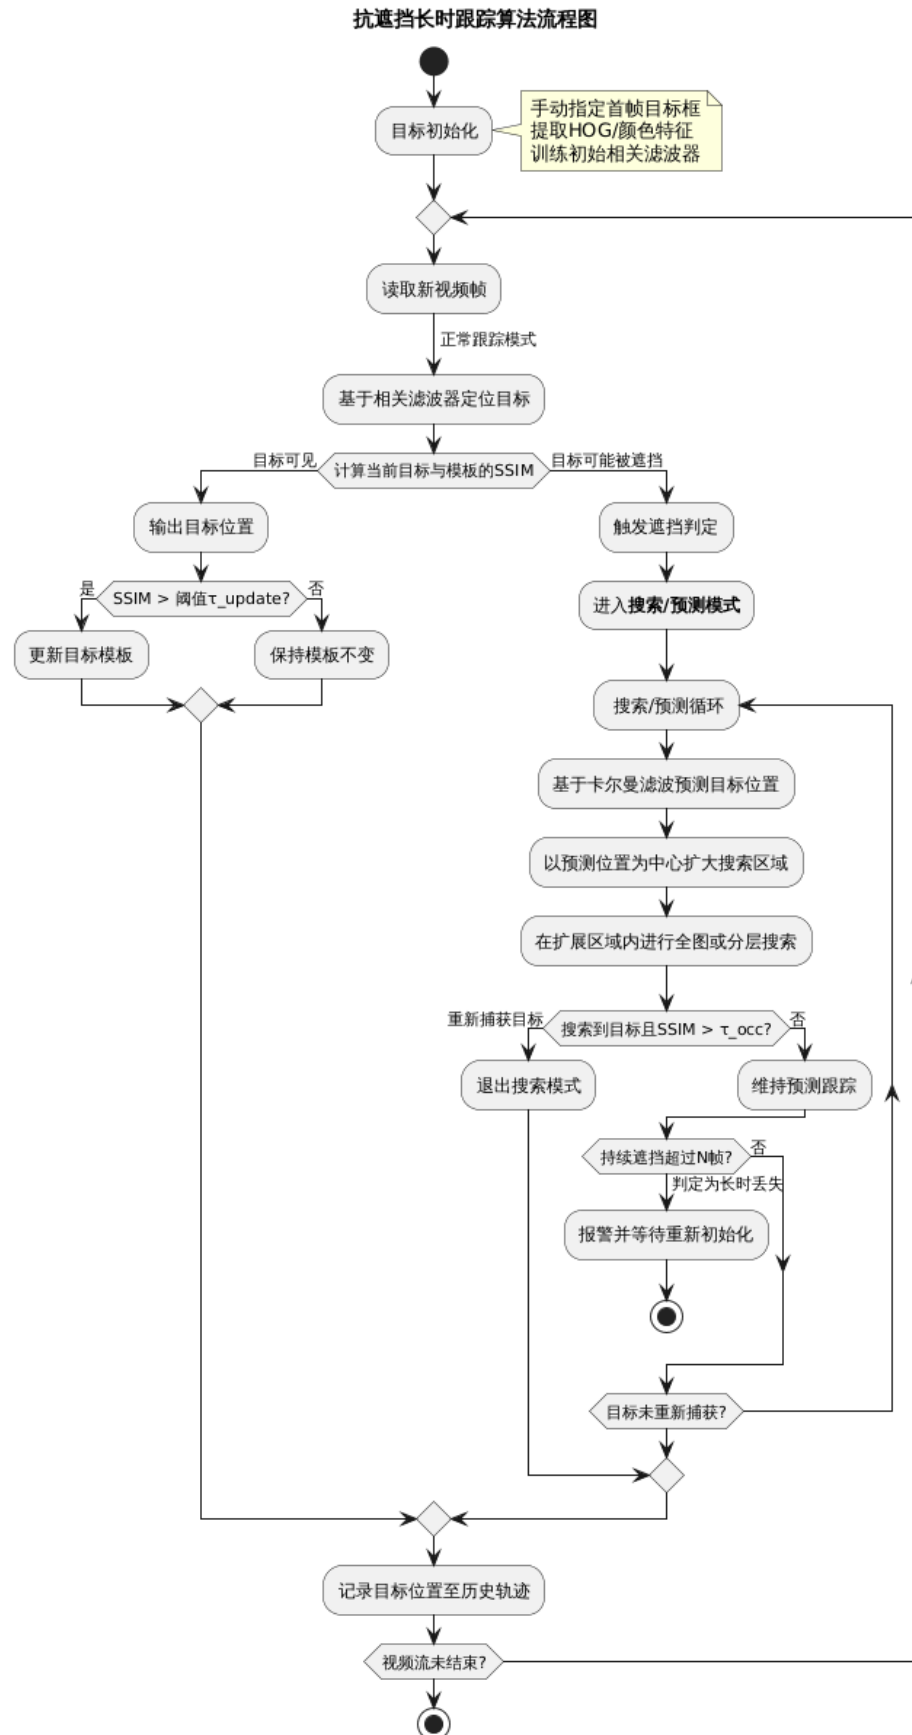 抗遮挡长时跟踪算法流程图
目标初始化
手动指定首帧目标框
提取HOG/颜色特征
训练初始相关滤波器
读取新视频帧
正常跟踪模式
基于相关滤波器定位目标
目标可见
计算当前目标与模板的SSIM
目标可能被遮挡
输出目标位置
触发遮挡判定
是
SSIM > 阈值τ_update?
否
进入搜索/预测模式
更新目标模板
保持模板不变
搜索/预测循环
基于卡尔曼滤波预测目标位置
以预测位置为中心扩大搜索区域
在扩展区域内进行全图或分层搜索
重新捕获目标
搜索到目标且SSIM > τ_occ?
否
退出搜索模式
维持预测跟踪
持续遮挡超过N帧?
否
判定为长时丢失
报警并等待重新初始化
目标未重新捕获?
记录目标位置至历史轨迹
视频流未结束?